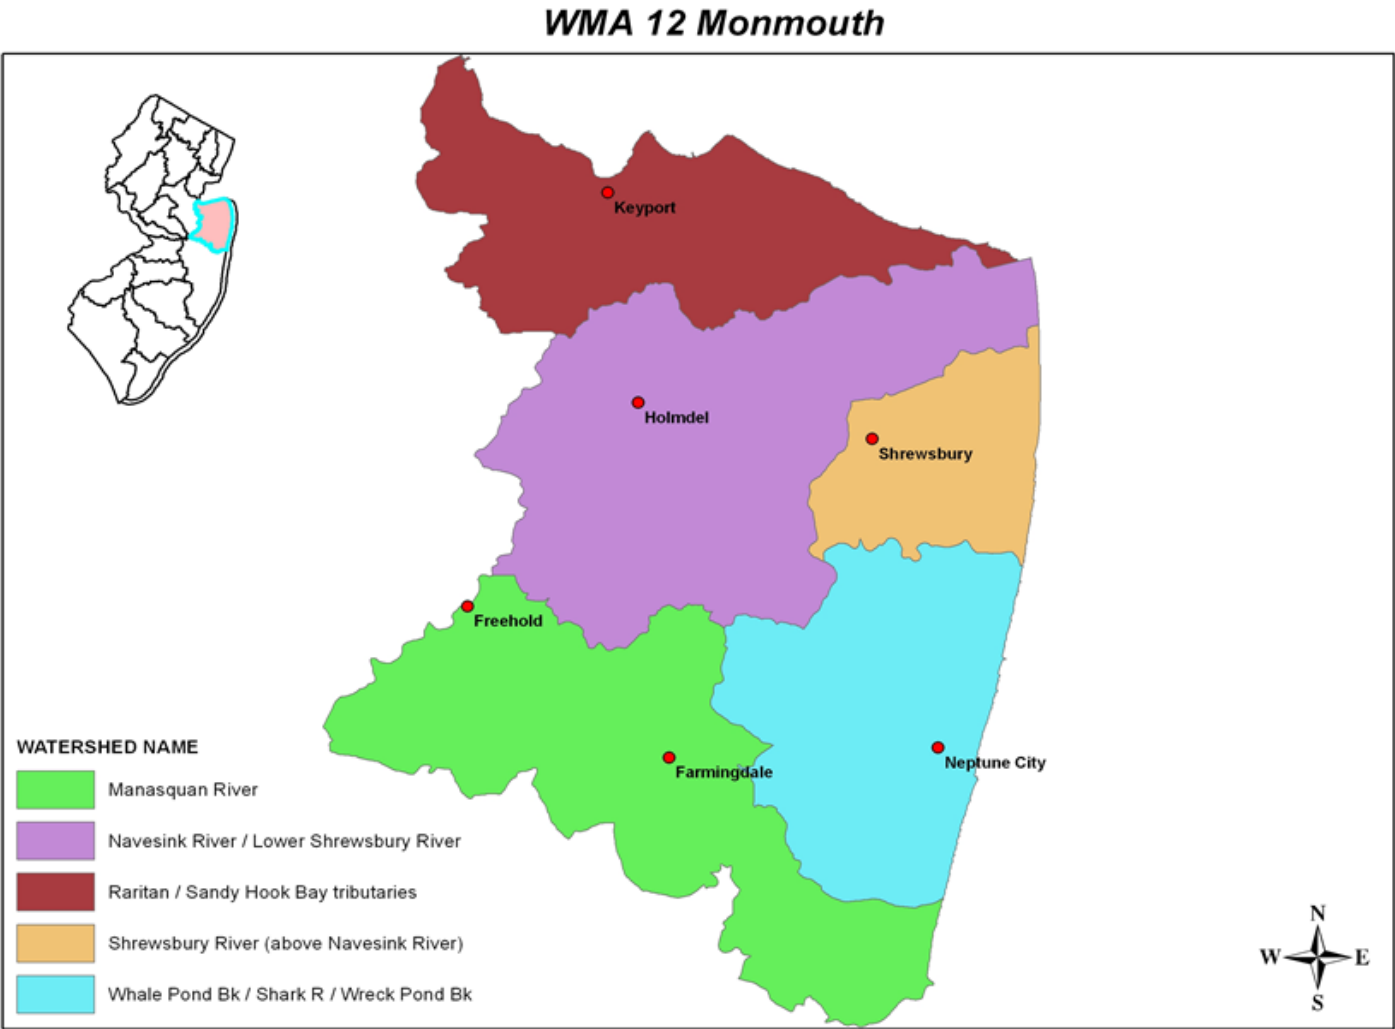 WMA 12 Monmouth
Keyport
Holmdel
Shrewsbury
Freehold
Farmingdale
Neptune City
WATERSHED NAME
Manasquan River
Navesink River / Lower Shrewsbury River
Raritan / Sandy Hook Bay tributaries
Shrewsbury River (above Navesink River)
Whale Pond Bk / Shark R / Wreck Pond Bk
N
W E
S